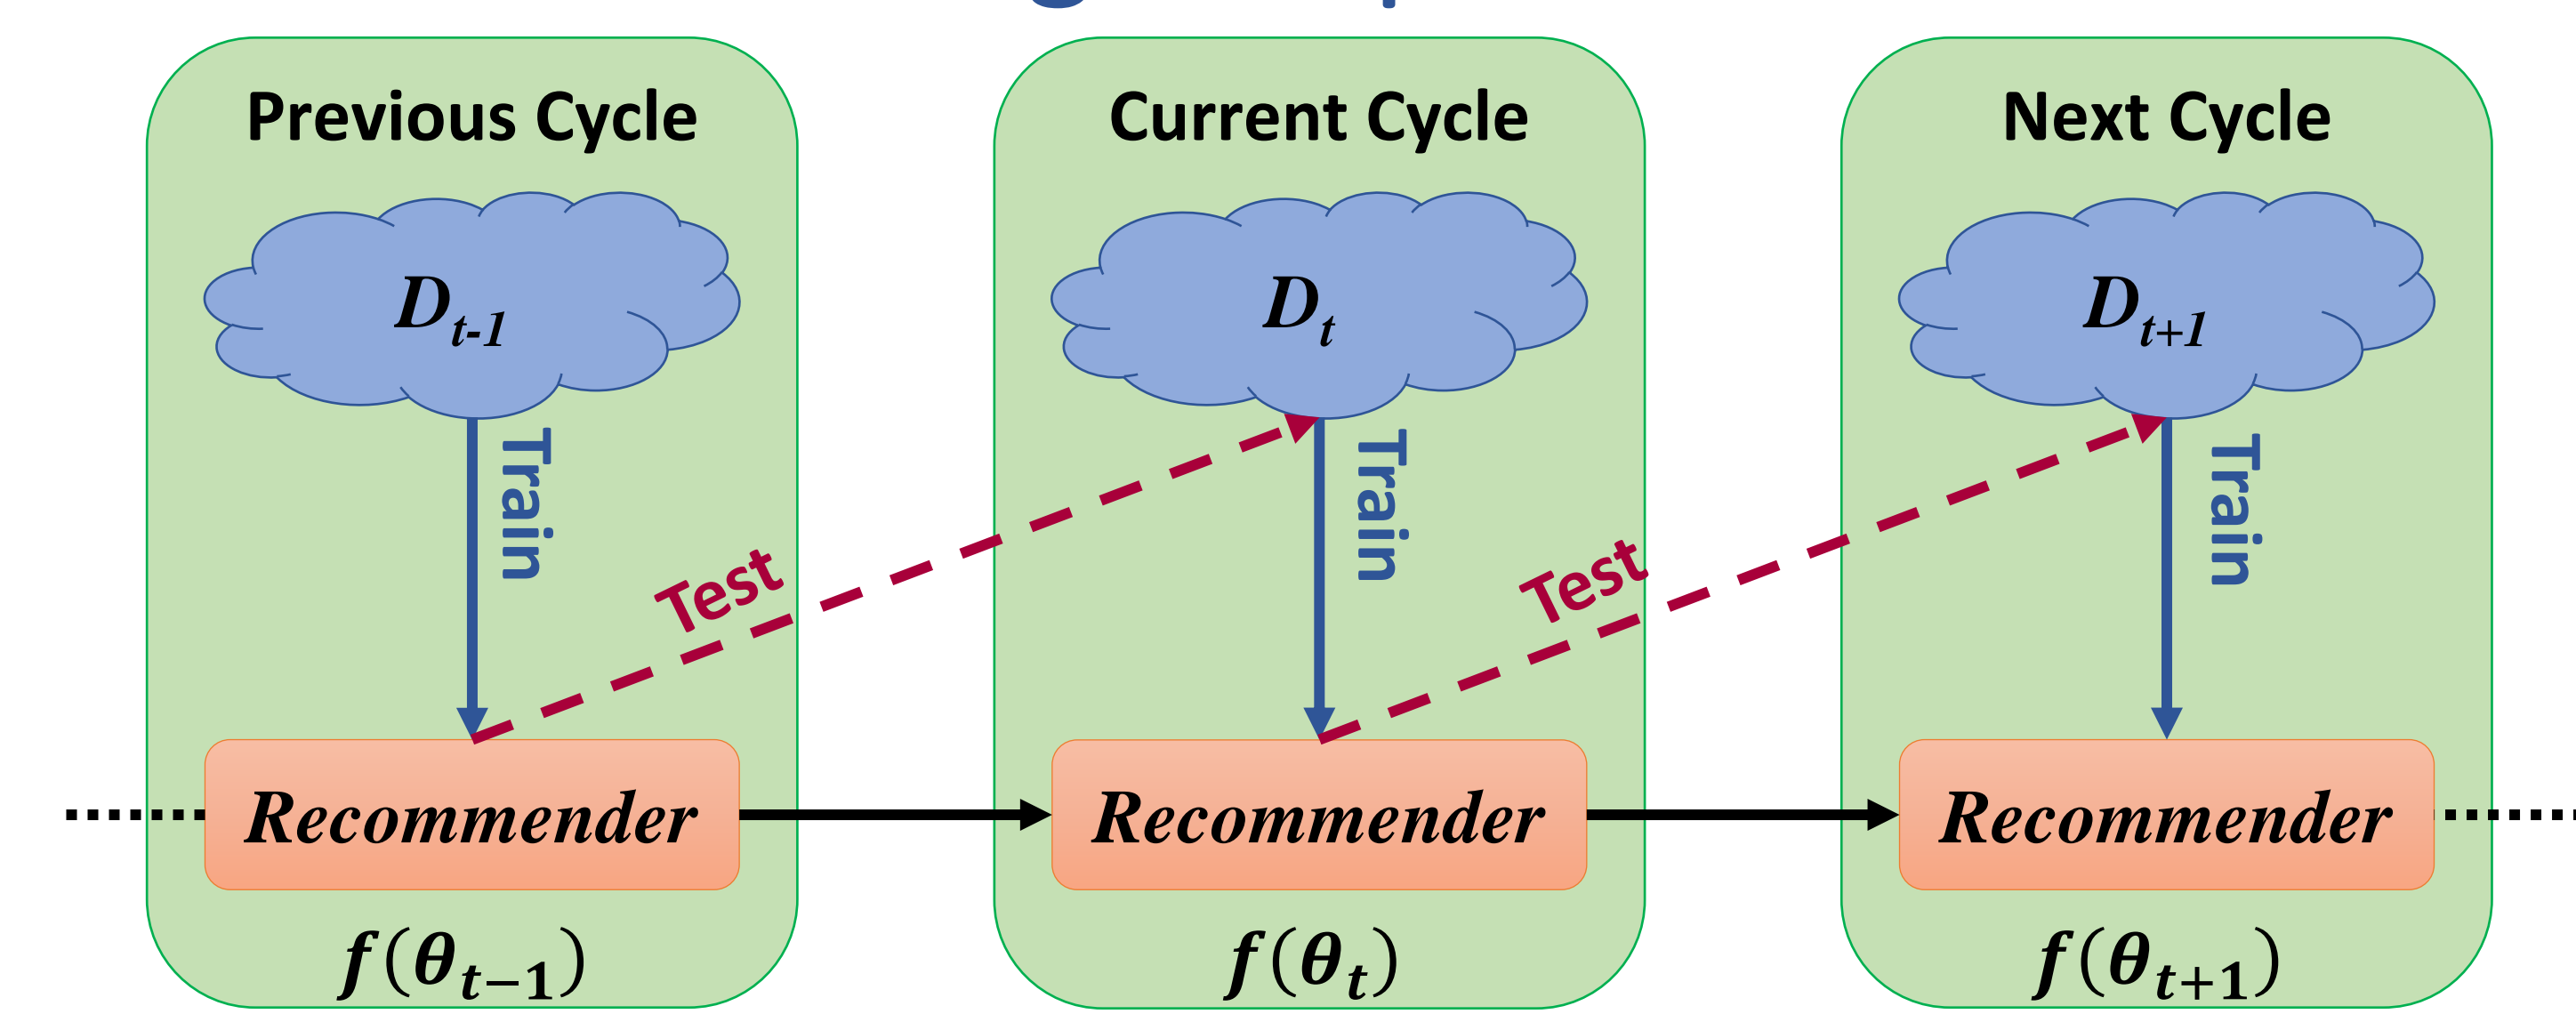 Previous Cycle
Current Cycle
Next Cycle
D_{t-1}
D_t
D_{t+1}
Train
Train
Train
Test
Test
Recommender
Recommender
Recommender
f(θ_{t−1})
f(θ_t)
f(θ_{t+1})